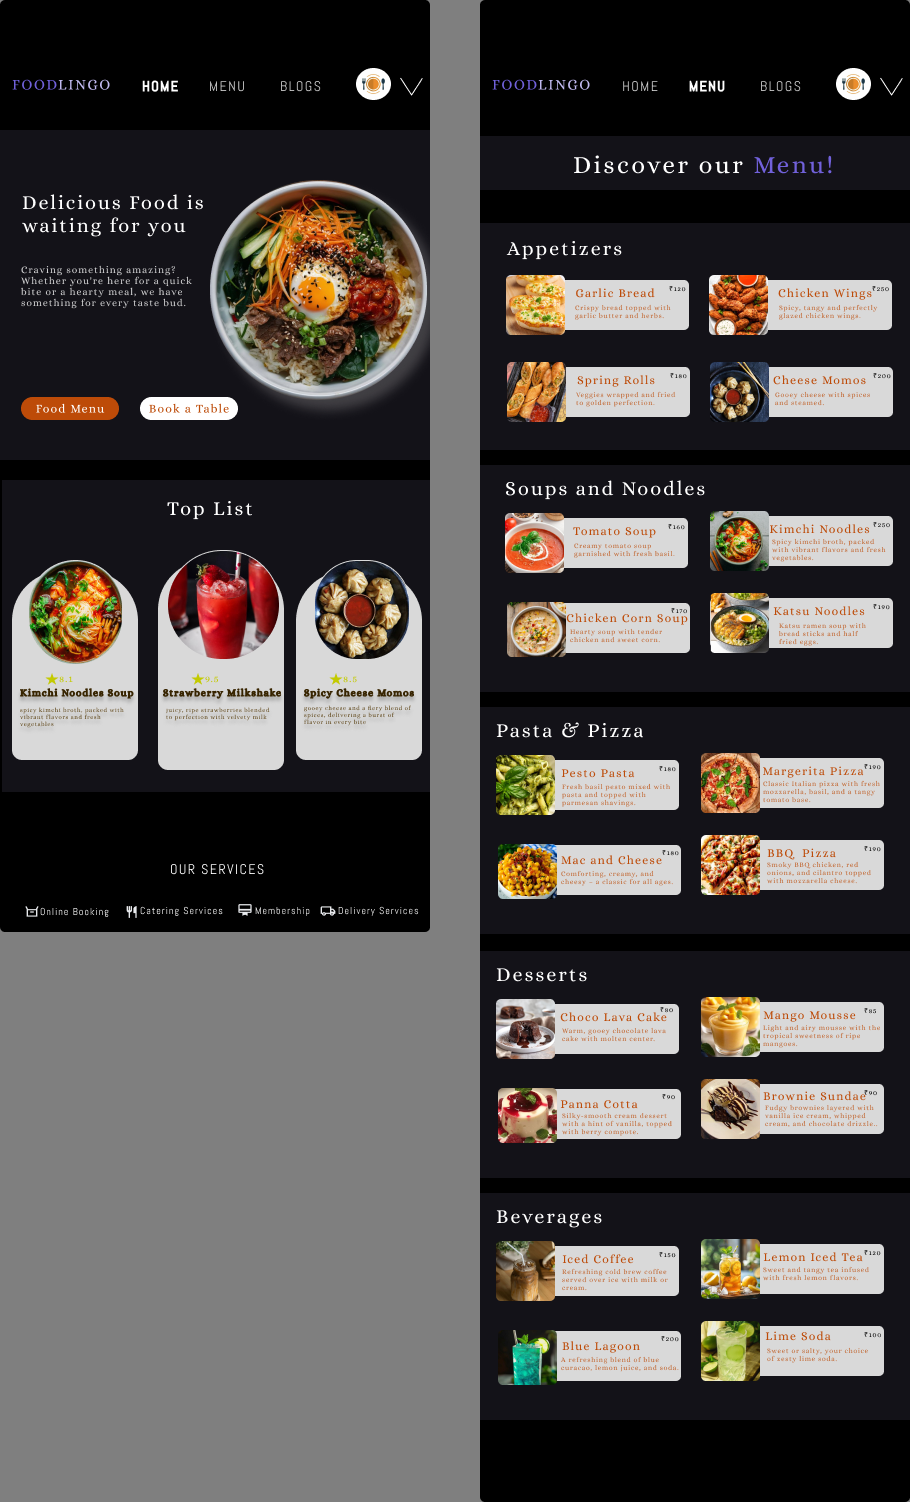 FOODLINGO HOME MENU BLOGS
Delicious Food is
waiting for you
Craving something amazing?
Whether you're here for a quick
bite or a hearty meal, we have
something for every taste bud.
Food Menu Book a Table
Top List
8.1
Kimchi Noodles Soup
spicy kimchi broth, packed with
vibrant flavors and fresh
vegetables
9.5
Strawberry Milkshake
juicy, ripe strawberries blended
to perfection with velvety milk
8.5
Spicy Cheese Momos
gooey cheese and a fiery blend of
spices, delivering a burst of
flavor in every bite
OUR SERVICES
Online Booking Catering Services Membership Delivery Services
FOODLINGO HOME MENU BLOGS
Discover our Menu!
Appetizers
Garlic Bread ₹120
Crispy bread topped with
garlic butter and herbs.
Chicken Wings ₹250
Spicy, tangy and perfectly
glazed chicken wings.
Spring Rolls ₹180
Veggies wrapped and fried
to golden perfection.
Cheese Momos ₹200
Gooey cheese with spices
and steamed.
Soups and Noodles
Tomato Soup ₹160
Creamy tomato soup
garnished with fresh basil.
Kimchi Noodles ₹250
Spicy kimchi broth, packed
with vibrant flavors and fresh
vegetables.
Chicken Corn Soup ₹170
Hearty soup with tender
chicken and sweet corn.
Katsu Noodles ₹190
Katsu ramen soup with
bread sticks and half
fried eggs.
Pasta & Pizza
Pesto Pasta ₹180
Fresh basil pesto mixed with
pasta and topped with
parmesan shavings.
Margerita Pizza ₹190
Classic Italian pizza with fresh
mozzarella, basil, and a tangy
tomato base.
Mac and Cheese ₹180
Comforting, creamy, and
cheesy – a classic for all ages.
BBQ Pizza ₹190
Smoky BBQ chicken, red
onions, and cilantro topped
with mozzarella cheese.
Desserts
Choco Lava Cake ₹80
Warm, gooey chocolate lava
cake with molten center.
Mango Mousse ₹85
Light and airy mousse with the
tropical sweetness of ripe
mangoes.
Panna Cotta ₹90
Silky-smooth cream dessert
with a hint of vanilla, topped
with berry compote.
Brownie Sundae ₹90
Fudgy brownies layered with
vanilla ice cream, whipped
cream, and chocolate drizzle..
Beverages
Iced Coffee ₹150
Refreshing cold brew coffee
served over ice with milk or
cream.
Lemon Iced Tea ₹120
Sweet and tangy tea infused
with fresh lemon flavors.
Blue Lagoon ₹200
A refreshing blend of blue
curacao, lemon juice, and soda.
Lime Soda ₹100
Sweet or salty, your choice
of zesty lime soda.